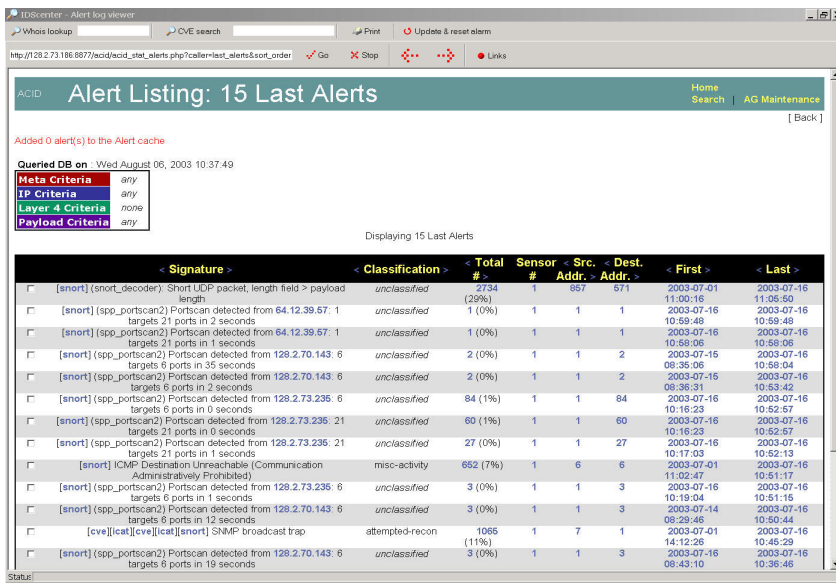 IDScenter - Alert log viewer
Whois lookup CVE search Print Update & reset alarm
http://128.2.73.186:8877/acid/acid_stat_alerts.php?caller=last_alerts&sort_order Go Stop Links
ACID Alert Listing: 15 Last Alerts
Home
Search | AG Maintenance
[ Back ]
Added 0 alert(s) to the Alert cache
Queried DB on : Wed August 06, 2003 10:37:49
Meta Criteria any
IP Criteria any
Layer 4 Criteria none
Payload Criteria any
Displaying 15 Last Alerts
< Signature > < Classification > < Total # > Sensor # < Src. Addr. > < Dest. Addr. > < First > < Last >
[snort] (snort_decoder): Short UDP packet, length field > payload unclassified 2734 1 857 571 2003-07-01 2003-07-16
length (29%) 11:00:16 11:05:50
[snort] (spp_portscan2) Portscan detected from 64.12.39.57: 1 unclassified 1 (0%) 1 1 1 2003-07-16 2003-07-16
targets 21 ports in 2 seconds 10:59:48 10:59:48
[snort] (spp_portscan2) Portscan detected from 64.12.39.57: 1 unclassified 1 (0%) 1 1 1 2003-07-16 2003-07-16
targets 21 ports in 1 seconds 10:58:06 10:58:06
[snort] (spp_portscan2) Portscan detected from 128.2.70.143: 6 unclassified 2 (0%) 1 1 2 2003-07-15 2003-07-16
targets 6 ports in 35 seconds 08:35:06 10:58:04
[snort] (spp_portscan2) Portscan detected from 128.2.70.143: 6 unclassified 2 (0%) 1 1 2 2003-07-15 2003-07-16
targets 6 ports in 2 seconds 08:36:31 10:53:42
[snort] (spp_portscan2) Portscan detected from 128.2.73.235: 6 unclassified 84 (1%) 1 1 84 2003-07-16 2003-07-16
targets 6 ports in 0 seconds 10:16:23 10:52:57
[snort] (spp_portscan2) Portscan detected from 128.2.73.235: 21 unclassified 60 (1%) 1 1 60 2003-07-16 2003-07-16
targets 21 ports in 0 seconds 10:16:23 10:52:57
[snort] (spp_portscan2) Portscan detected from 128.2.73.235: 21 unclassified 27 (0%) 1 1 27 2003-07-16 2003-07-16
targets 21 ports in 1 seconds 10:17:03 10:52:13
[snort] ICMP Destination Unreachable (Communication misc-activity 652 (7%) 1 6 6 2003-07-01 2003-07-16
Administratively Prohibited) 11:02:47 10:51:17
[snort] (spp_portscan2) Portscan detected from 128.2.73.235: 6 unclassified 3 (0%) 1 1 3 2003-07-16 2003-07-16
targets 6 ports in 1 seconds 10:19:04 10:51:15
[snort] (spp_portscan2) Portscan detected from 128.2.70.143: 6 unclassified 3 (0%) 1 1 3 2003-07-14 2003-07-16
targets 6 ports in 12 seconds 08:29:46 10:50:44
[cve][icat][cve][icat][snort] SNMP broadcast trap attempted-recon 1065 1 7 1 2003-07-01 2003-07-16
(11%) 14:12:26 10:45:29
[snort] (spp_portscan2) Portscan detected from 128.2.70.143: 6 unclassified 3 (0%) 1 1 3 2003-07-16 2003-07-16
targets 6 ports in 19 seconds 08:43:10 10:36:46
Status